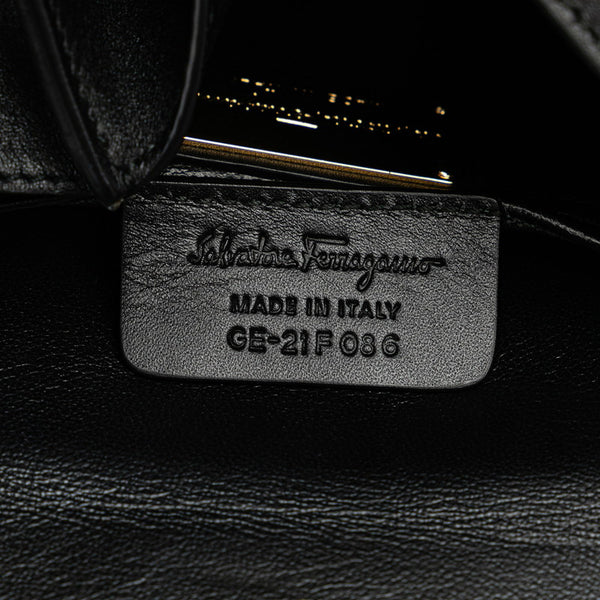 Salvatore Ferragamo
MADE IN ITALY
GE-21F 086